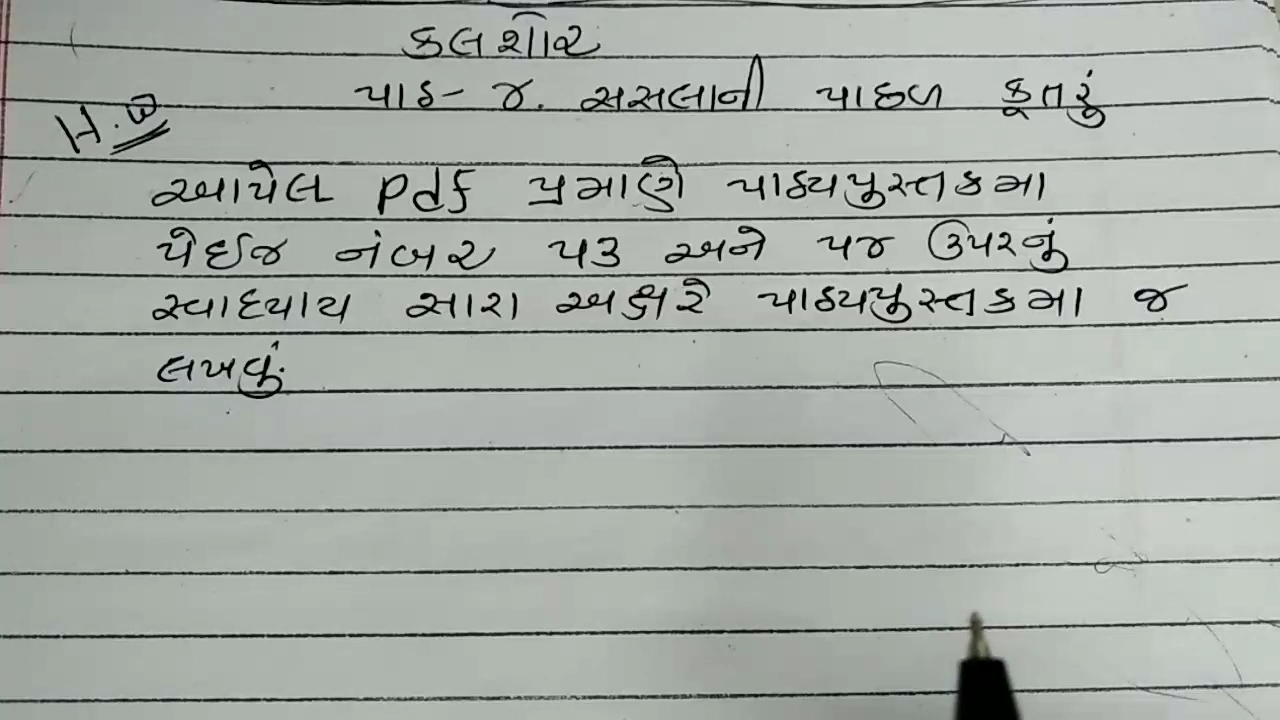 કલશોર
પાઠ- ૪. સસલાની પાછળ કૂતરું
H.W
આપેલ pdf પ્રમાણે પાઠ્યપુસ્તકમા
પેઈજ નંબર ૫૩ અને ૫૪ ઉપરનું
સ્વાધ્યાય સારા અક્ષરે પાઠ્યપુસ્તકમા જ
લખવું.